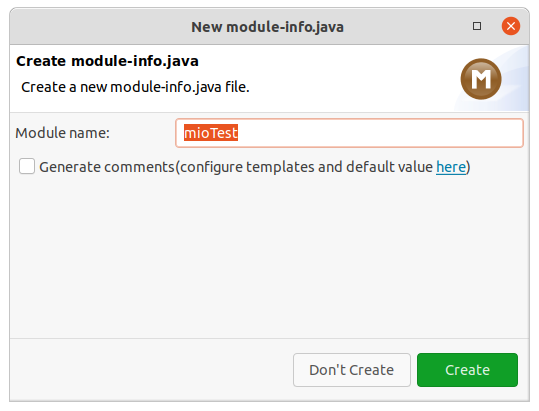 New module-info.java
Create module-info.java
Create a new module-info.java file.
M
Module name: mioTest
Generate comments(configure templates and default value here)
Don't Create Create